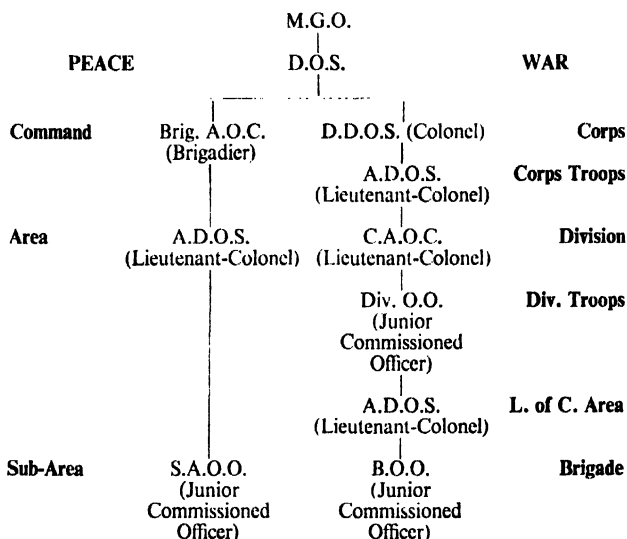 M.G.O.
PEACE D.O.S. WAR
Command Brig. A.O.C. D.D.O.S. (Colonel) Corps
(Brigadier)
A.D.O.S. Corps Troops
(Lieutenant-Colonel)
Area A.D.O.S. C.A.O.C. Division
(Lieutenant-Colonel) (Lieutenant-Colonel)
Div. O.O. Div. Troops
(Junior
Commissioned
Officer)
A.D.O.S. L. of C. Area
(Lieutenant-Colonel)
Sub-Area S.A.O.O. B.O.O. Brigade
(Junior (Junior
Commissioned Commissioned
Officer) Officer)